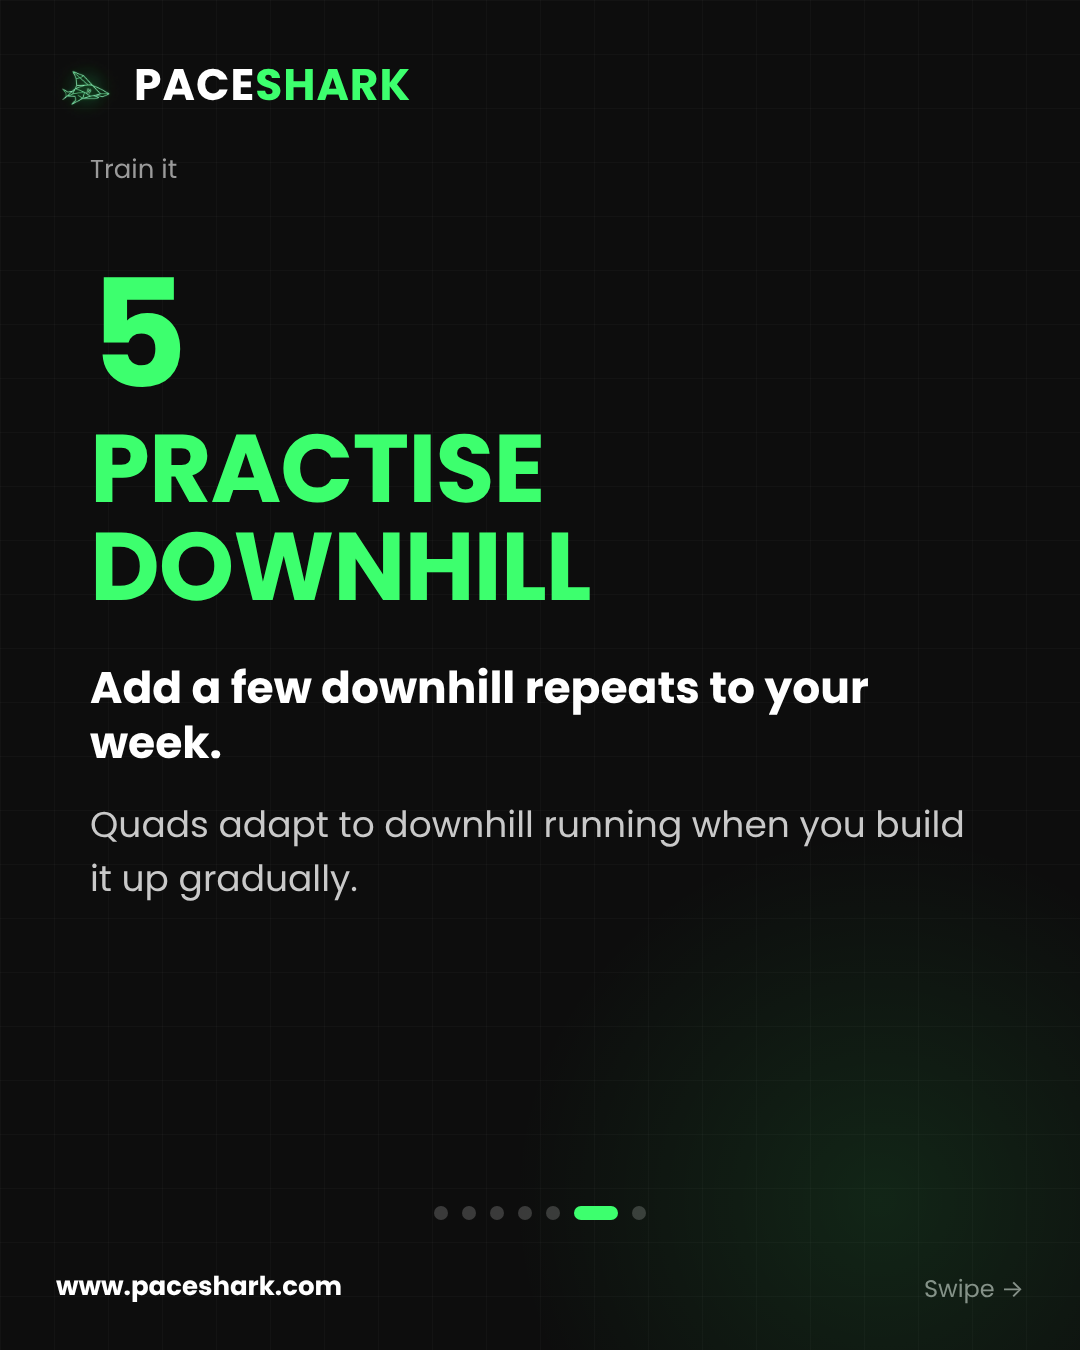 PACESHARK
Train it
5
PRACTISE
DOWNHILL
Add a few downhill repeats to your
week.
Quads adapt to downhill running when you build
it up gradually.
www.paceshark.com
Swipe →